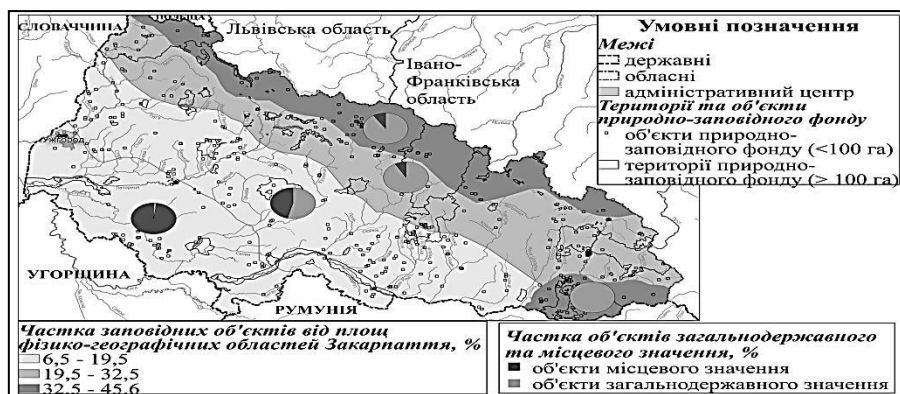 ПОЛЬЩА
СЛОВАЧЧИНА
Львівська область
Івано-
Франківська
область
Ужгород
УГОРЩИНА
РУМУНІЯ
Умовні позначення
Межі
державні
обласні
адміністративний центр
Території та об'єкти
природно-заповідного фонду
об'єкти природно-
заповідного фонду (<100 га)
території природно-
заповідного фонду (> 100 га)
Частка заповідних об'єктів від площ
фізико-географічних областей Закарпаття, %
6,5 - 19,5
19,5 - 32,5
32,5 - 45,6
Частка об'єктів загальнодержавного
та місцевого значення, %
об'єкти місцевого значення
об'єкти загальнодержавного значення